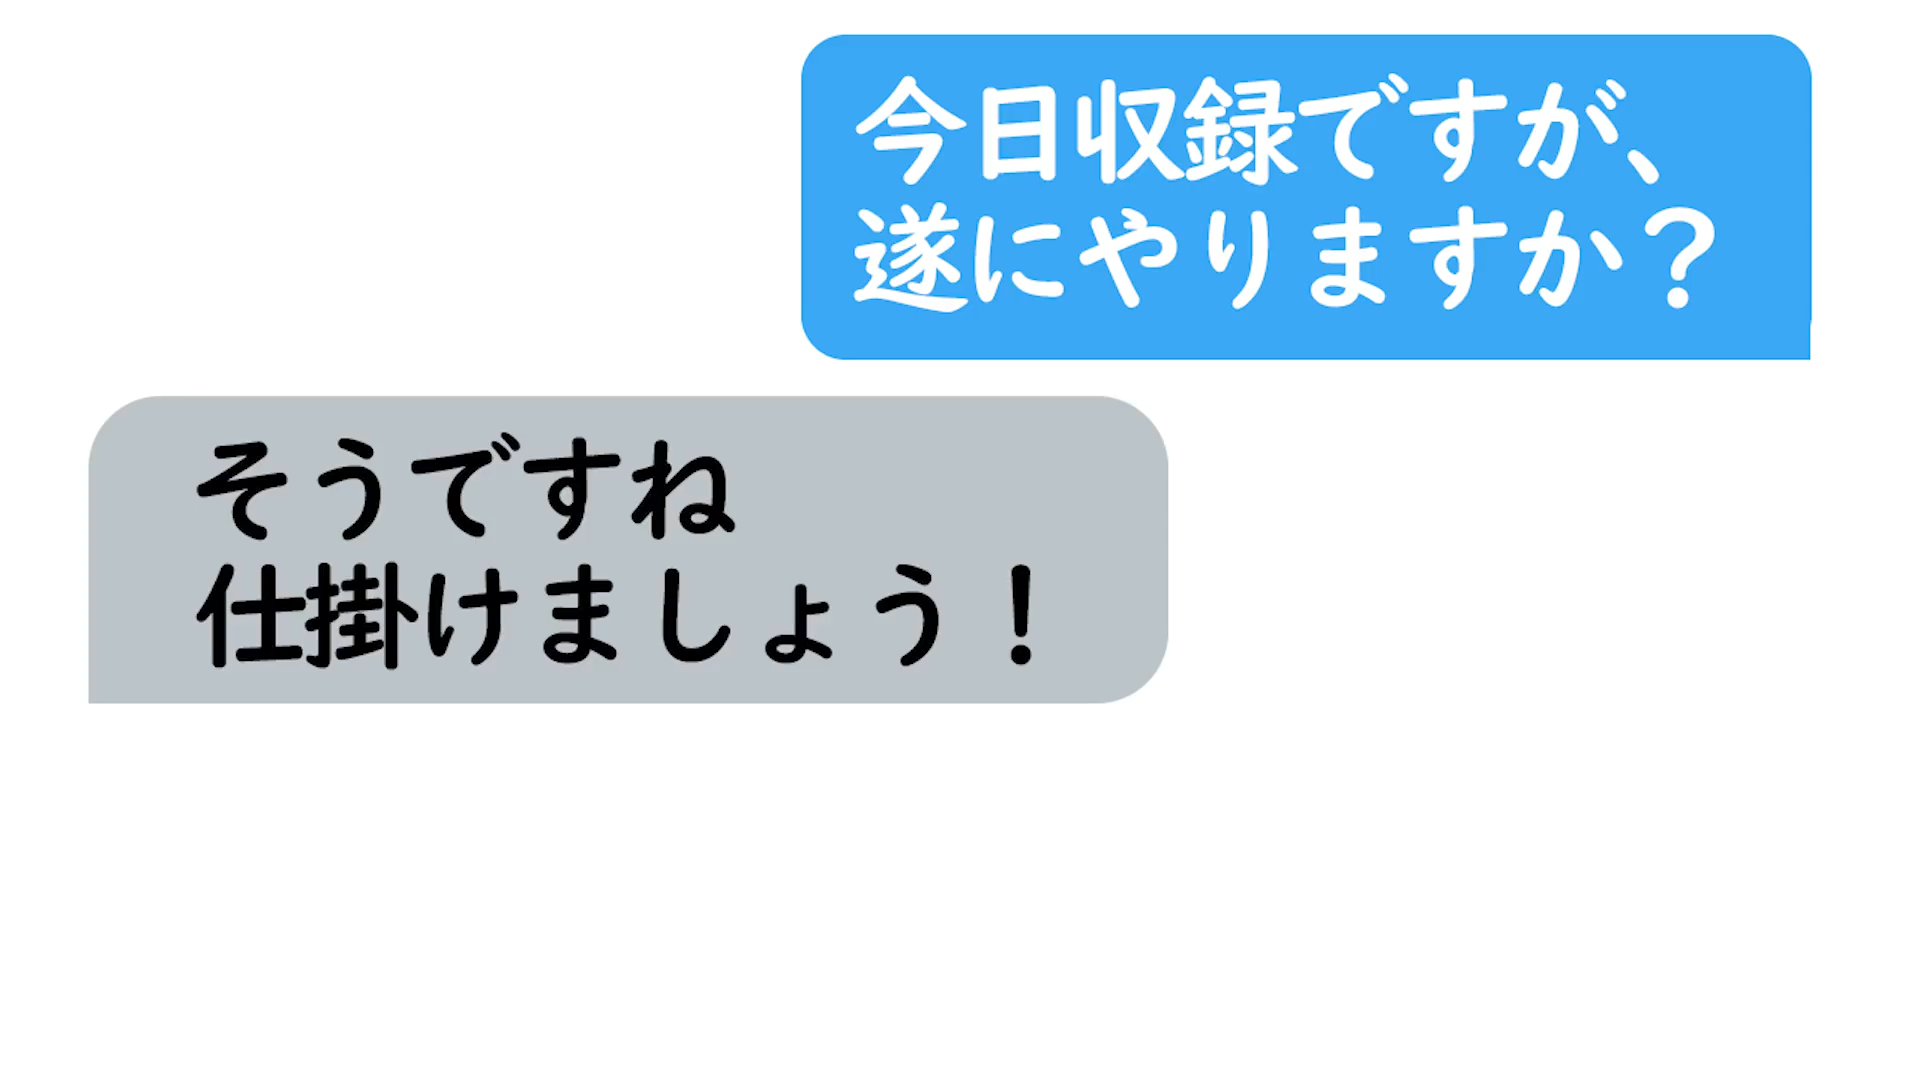 今日収録ですが、
遂にやりますか？
そうですね
仕掛けましょう！